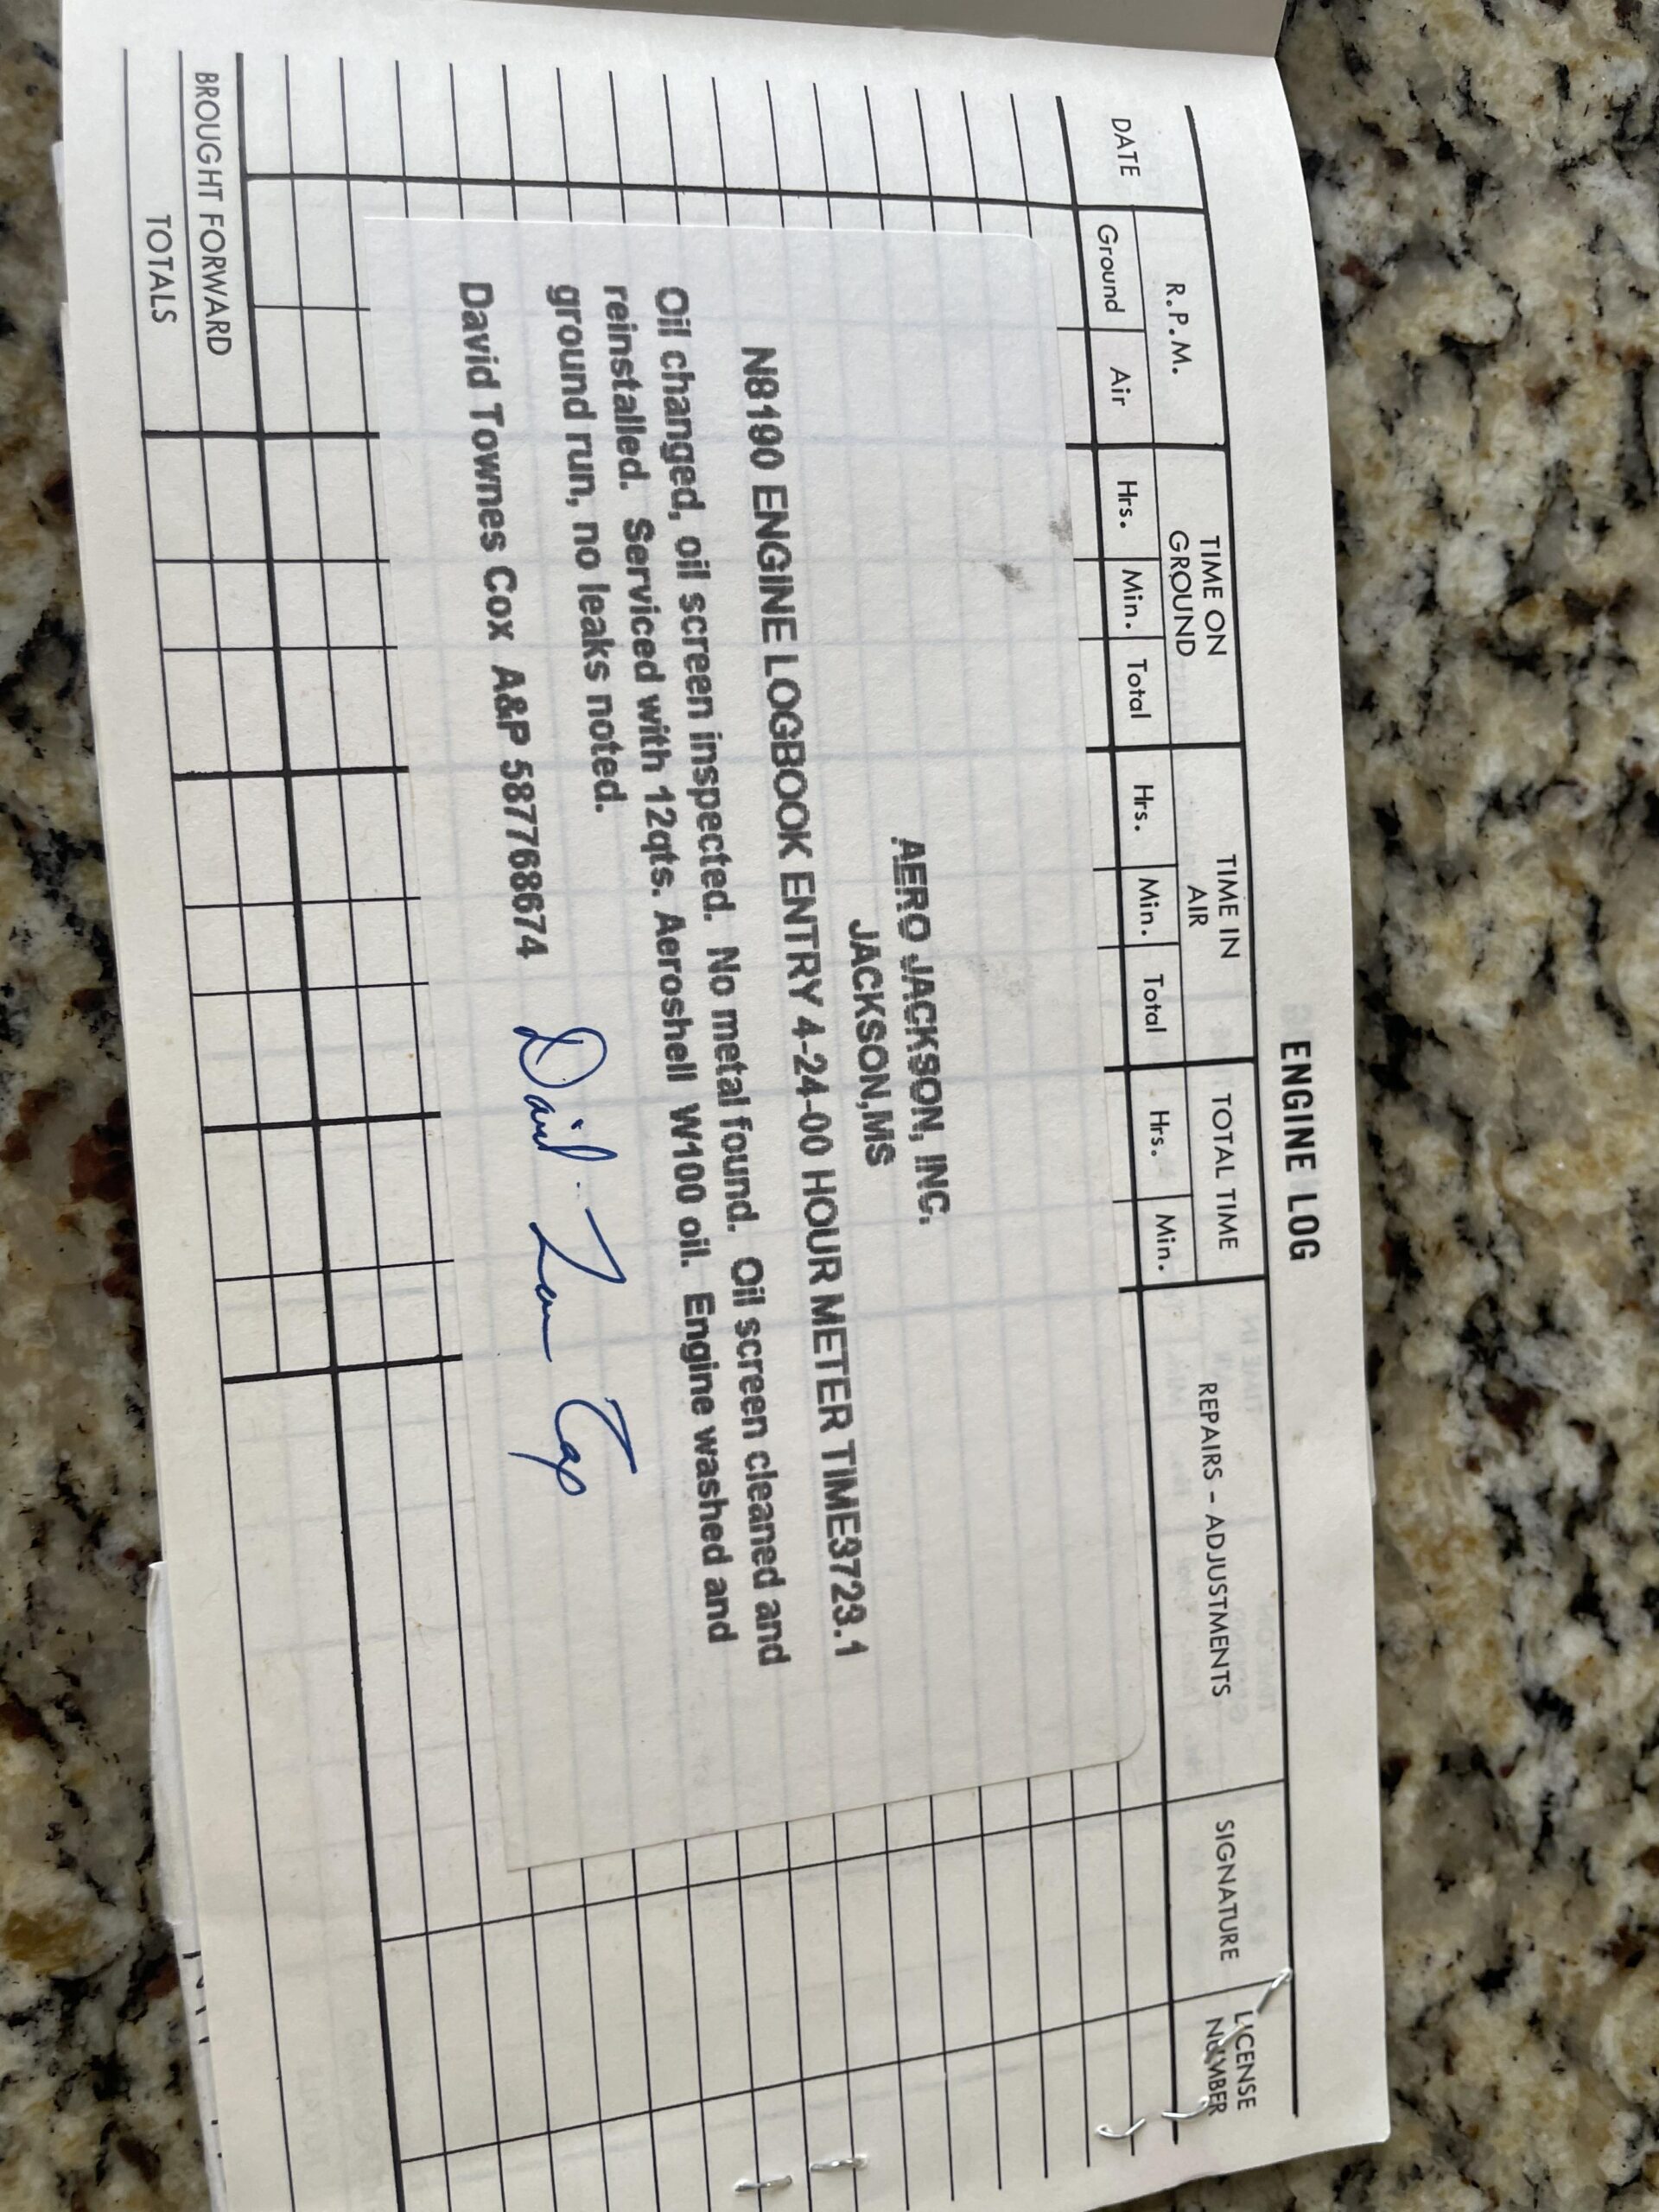 ENGINE LOG
DATE
R.P.M.
TIME ON GROUND
TIME IN AIR
TOTAL TIME
REPAIRS – ADJUSTMENTS
SIGNATURE
LICENSE NUMBER
Ground Air Hrs. Min. Total Hrs. Min. Total Hrs. Min.
AERO JACKSON, INC.
JACKSON,MS
N8190 ENGINE LOGBOOK ENTRY 4-24-00 HOUR METER TIME3723.1
Oil changed, oil screen inspected. No metal found. Oil screen cleaned and
reinstalled. Serviced with 12qts. Aeroshell W100 oil. Engine washed and
ground run, no leaks noted.
David Townes Cox A&P 587768674
BROUGHT FORWARD
TOTALS